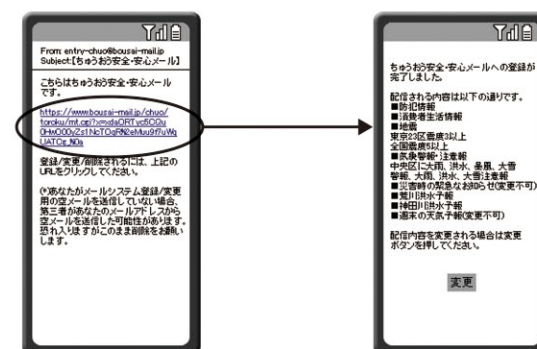 From: entry-chuo@bousai-mail.jp
Subject:【ちゅうおう安全・安心メール】
こちらはちゅうおう安全・安心メール
です。
登録/変更/削除されるには、上記の
URLをクリックしてください。
(*)あなたがメールシステム登録/変更
用の空メールを送信していない場合、
第三者があなたのメールアドレスから
空メールを送信した可能性があります。
恐れ入りますがこのまま削除をお願い
します。
ちゅうおう安全・安心メールへの登録が
完了しました。
配信される内容は以下の通りです。
■防犯情報
■消費者生活情報
■地震
東京23区震度3以上
全国震度5以上
■気象警報・注意報
中央区に大雨、洪水、暴風、大雪
警報、大雨、洪水、大雪注意報
■災害時の緊急なお知らせ(変更不可)
■荒川洪水予報
■神田川洪水予報
■週末の天気予報(変更不可)
配信内容を変更される場合は変更
ボタンを押してください。
変更